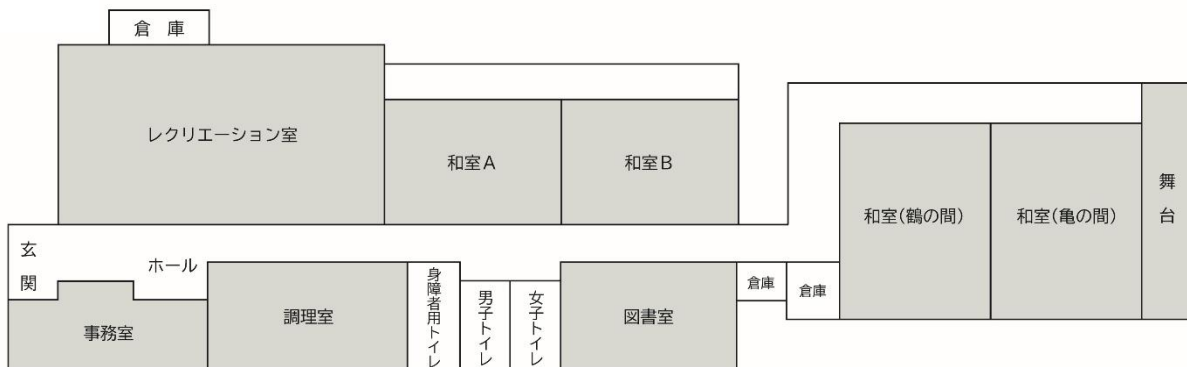 倉 庫
レクリエーション室
和室A
和室B
和室(鶴の間)
和室(亀の間)
舞台
玄関
ホール
事務室
調理室
身障者用トイレ
男子トイレ
女子トイレ
図書室
倉庫
倉庫